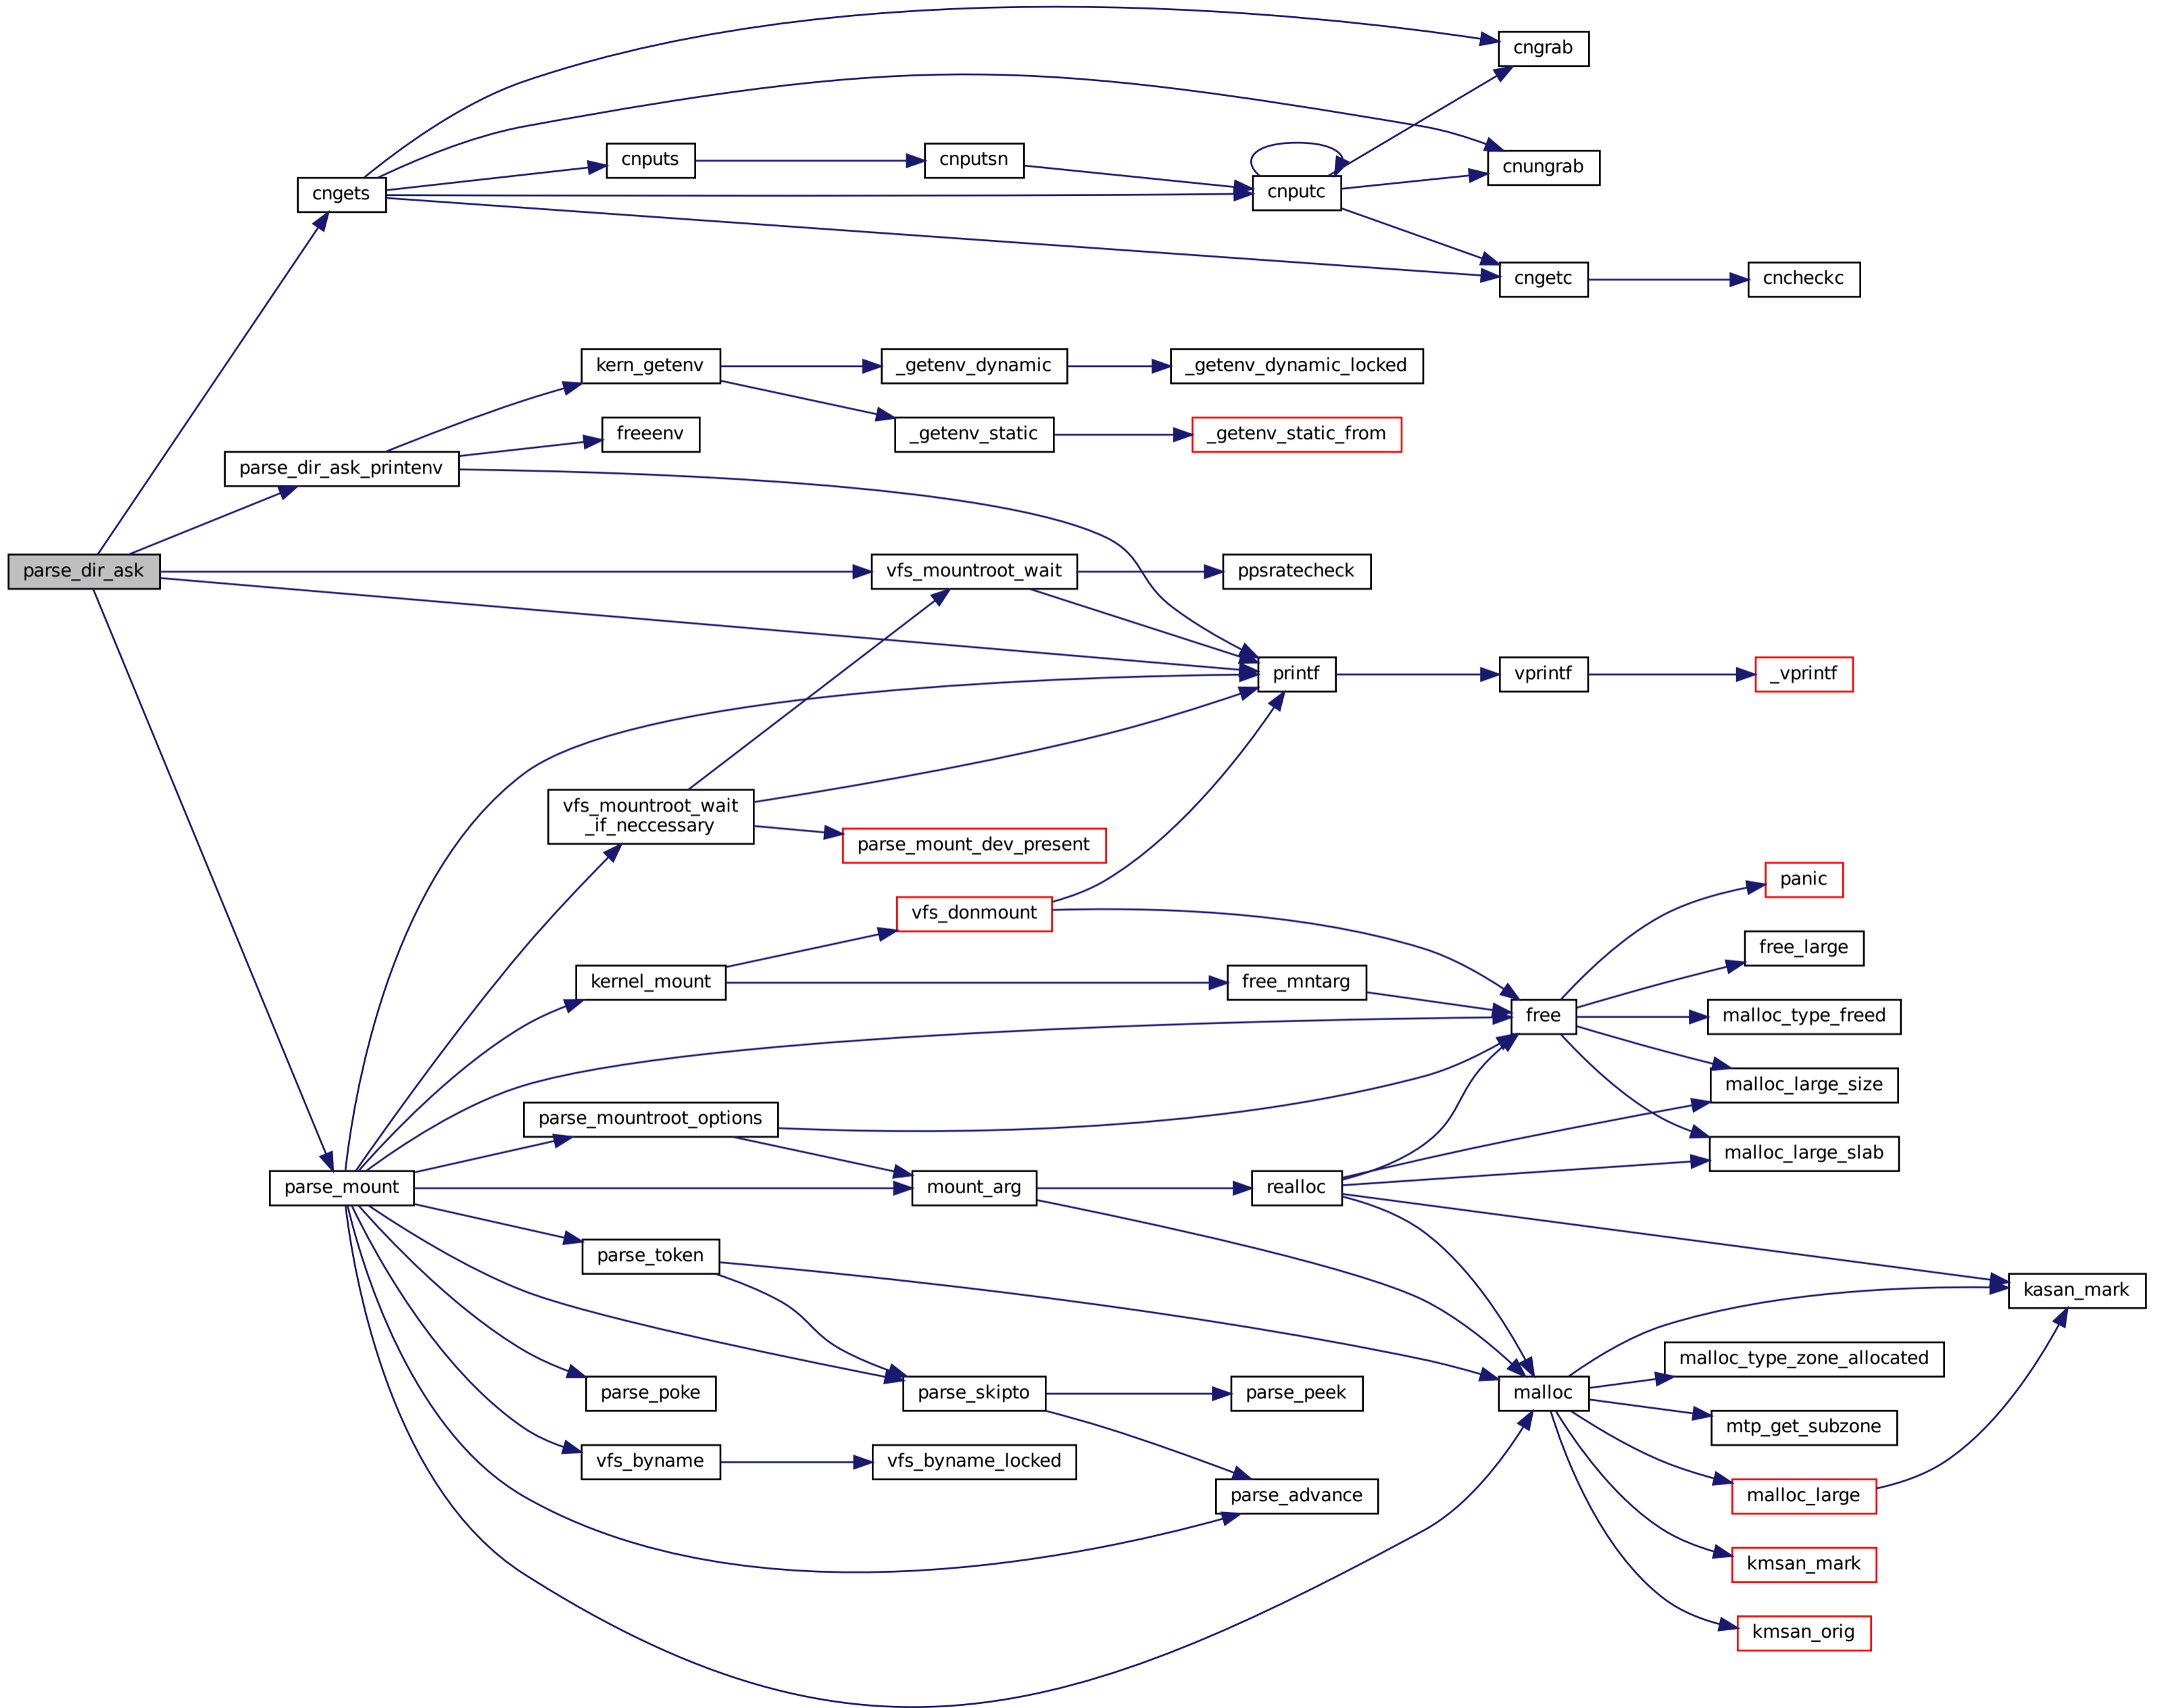 cngrab
cnputs
cnputsn
cnungrab
cngets
cnputc
cngetc
cncheckc
kern_getenv
_getenv_dynamic
_getenv_dynamic_locked
freeenv
_getenv_static
_getenv_static_from
parse_dir_ask_printenv
parse_dir_ask
vfs_mountroot_wait
ppsratecheck
printf
vprintf
_vprintf
vfs_mountroot_wait
_if_neccessary
parse_mount_dev_present
panic
vfs_donmount
free_large
kernel_mount
free_mntarg
free
malloc_type_freed
malloc_large_size
parse_mountroot_options
malloc_large_slab
parse_mount
mount_arg
realloc
parse_token
kasan_mark
malloc_type_zone_allocated
parse_poke
parse_skipto
parse_peek
malloc
mtp_get_subzone
vfs_byname
vfs_byname_locked
parse_advance
malloc_large
kmsan_mark
kmsan_orig